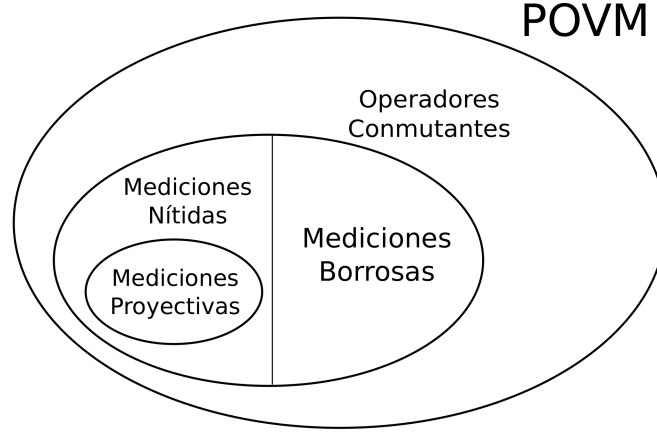 POVM
Operadores
Conmutantes
Mediciones
Nítidas
Mediciones
Borrosas
Mediciones
Proyectivas